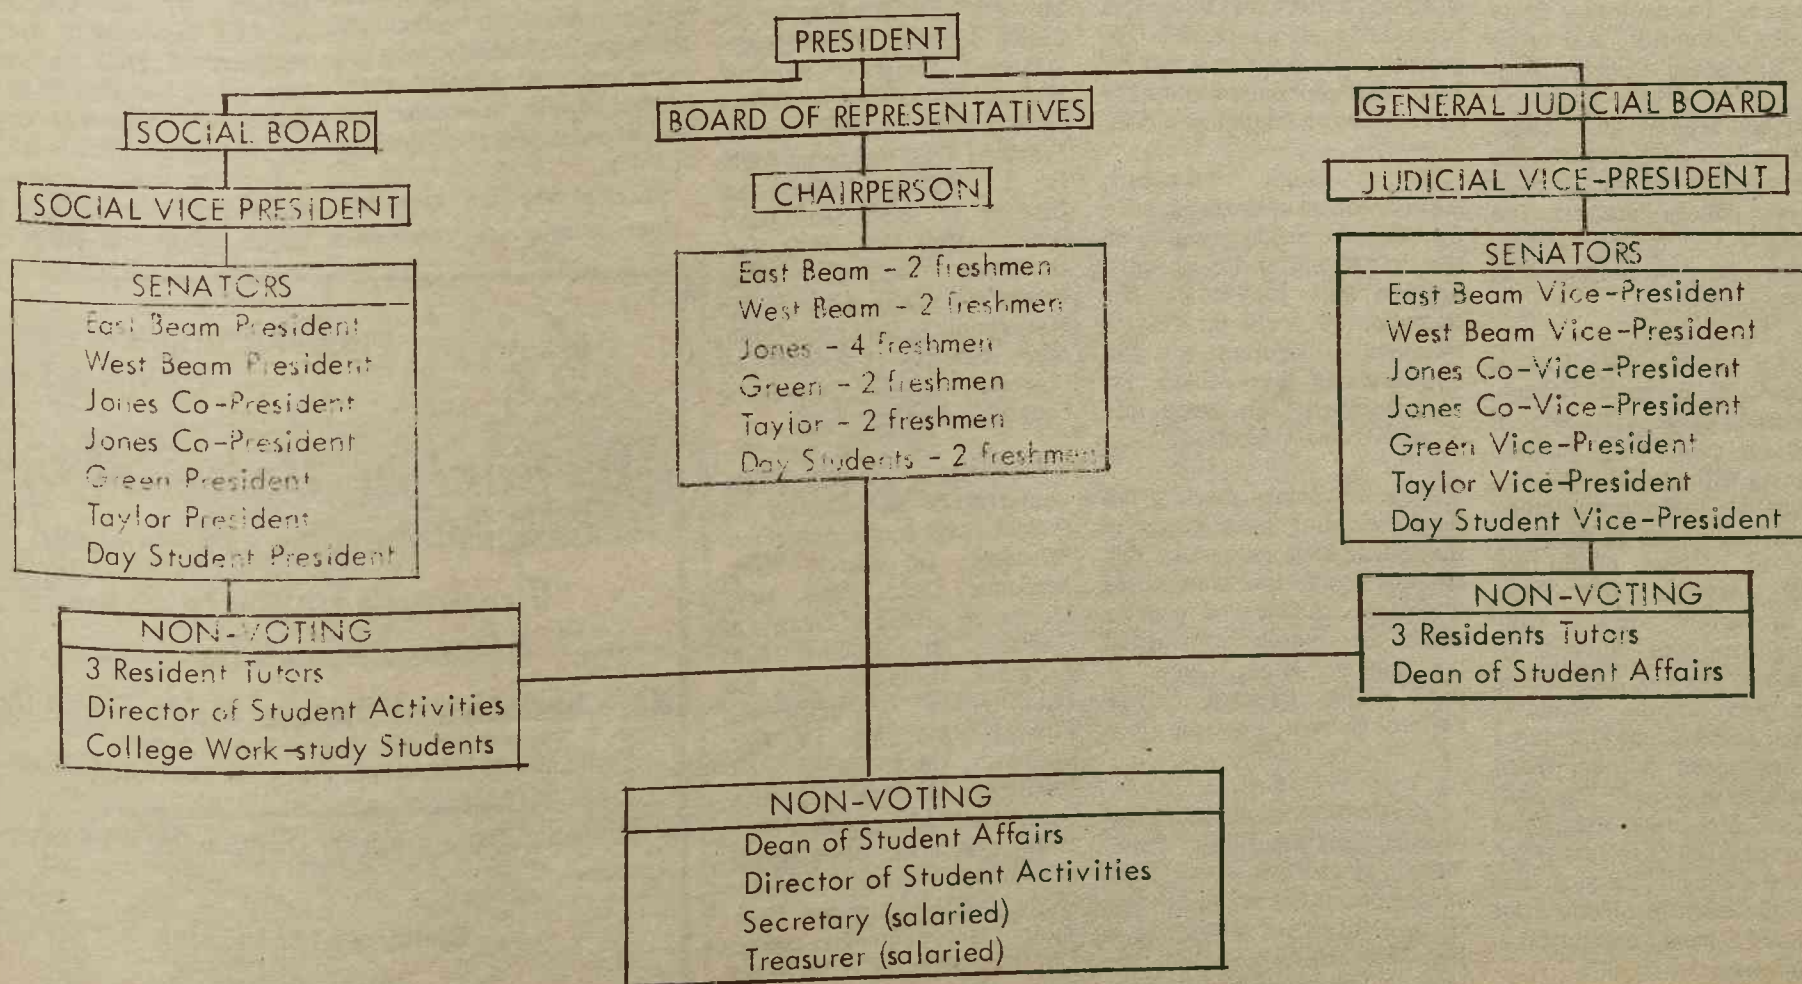 PRESIDENT
SOCIAL BOARD
SOCIAL VICE PRESIDENT
SENATORS
East Beam President
West Beam President
Jones Co-President
Jones Co-President
Green President
Taylor President
Day Student President
NON-VOTING
3 Resident Tutors
Director of Student Activities
College Work-study Students
BOARD OF REPRESENTATIVES
CHAIRPERSON
East Beam - 2 freshmen
West Beam - 2 freshmen
Jones - 4 freshmen
Green - 2 freshmen
Taylor - 2 freshmen
Day Students - 2 freshmen
NON-VOTING
Dean of Student Affairs
Director of Student Activities
Secretary (salaried)
Treasurer (salaried)
GENERAL JUDICIAL BOARD
JUDICIAL VICE-PRESIDENT
SENATORS
East Beam Vice-President
West Beam Vice-President
Jones Co-Vice-President
Jones Co-Vice-President
Green Vice-President
Taylor Vice-President
Day Student Vice-President
NON-VOTING
3 Residents Tutors
Dean of Student Affairs